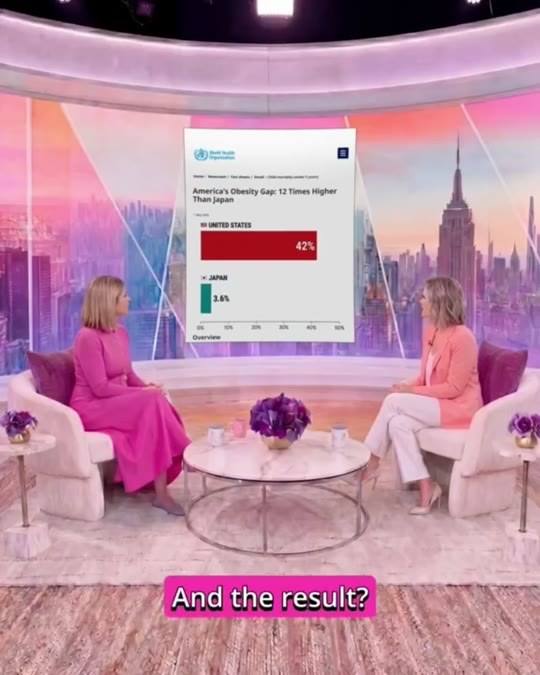 World Health
Organization
America's Obesity Gap: 12 Times Higher
Than Japan
UNITED STATES
42%
JAPAN
3.6%
0% 10% 20% 30% 40% 50%
Overview
And the result?